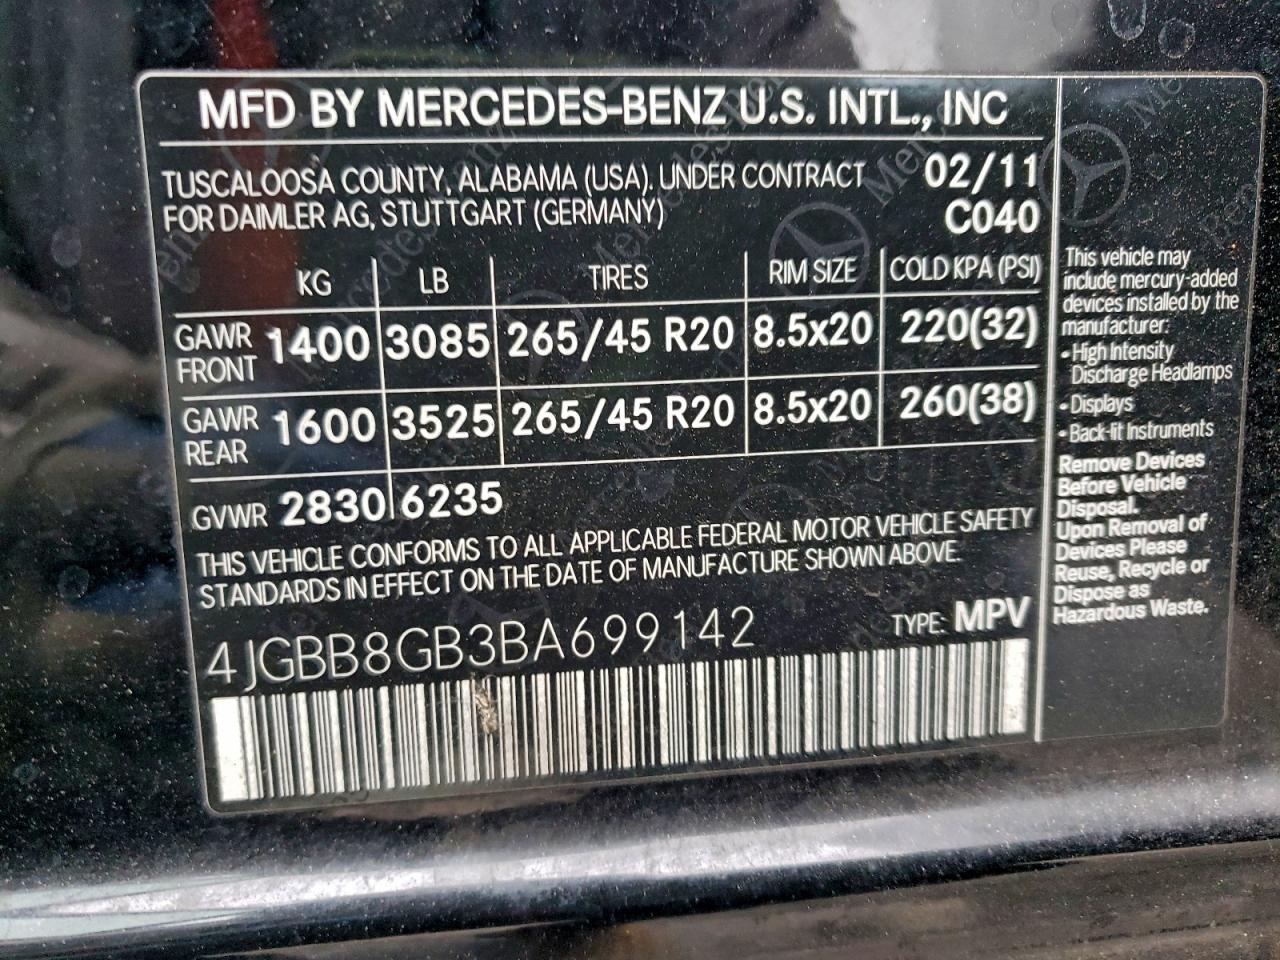 MFD BY MERCEDES-BENZ U.S. INTL., INC
TUSCALOOSA COUNTY, ALABAMA (USA). UNDER CONTRACT 02/11
FOR DAIMLER AG, STUTTGART (GERMANY) C040
KG LB TIRES RIM SIZE COLD KPA (PSI)
GAWR FRONT 1400 3085 265/45 R20 8.5x20 220(32)
GAWR REAR 1600 3525 265/45 R20 8.5x20 260(38)
GVWR 2830 6235
THIS VEHICLE CONFORMS TO ALL APPLICABLE FEDERAL MOTOR VEHICLE SAFETY
STANDARDS IN EFFECT ON THE DATE OF MANUFACTURE SHOWN ABOVE.
4JGBB8GB3BA699142 TYPE: MPV
This vehicle may
include mercury-added
devices installed by the
manufacturer:
• High Intensity
Discharge Headlamps
• Displays
• Back-lit Instruments
Remove Devices
Before Vehicle
Disposal.
Upon Removal of
Devices Please
Reuse, Recycle or
Dispose as
Hazardous Waste.